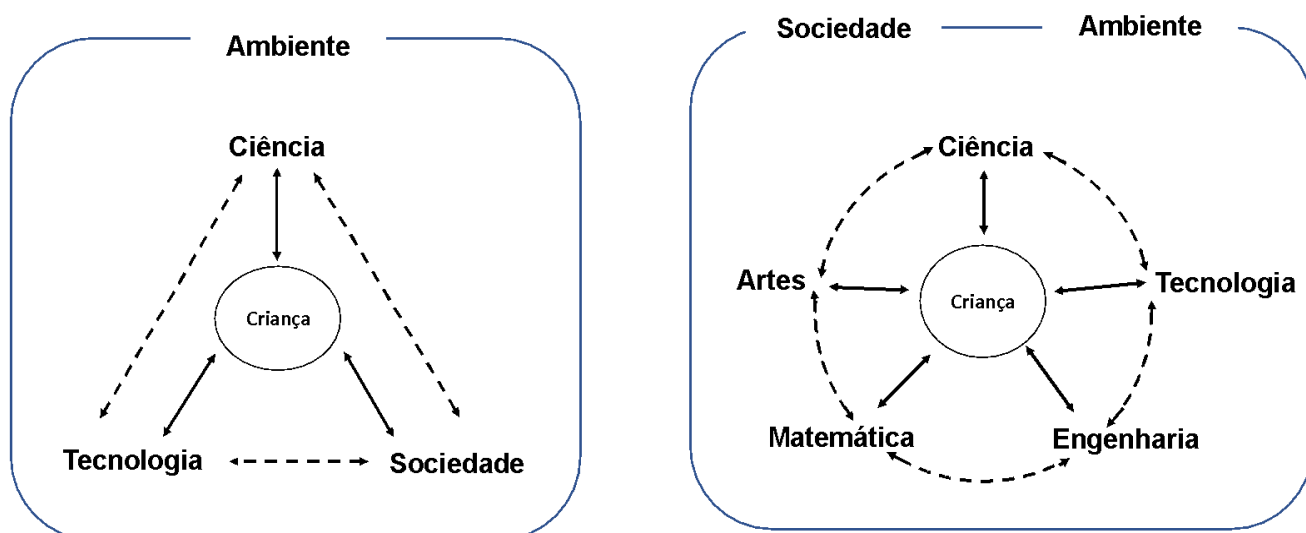 Ambiente
Ciência
Criança
Tecnologia
Sociedade
Sociedade
Ambiente
Ciência
Artes
Criança
Tecnologia
Matemática
Engenharia